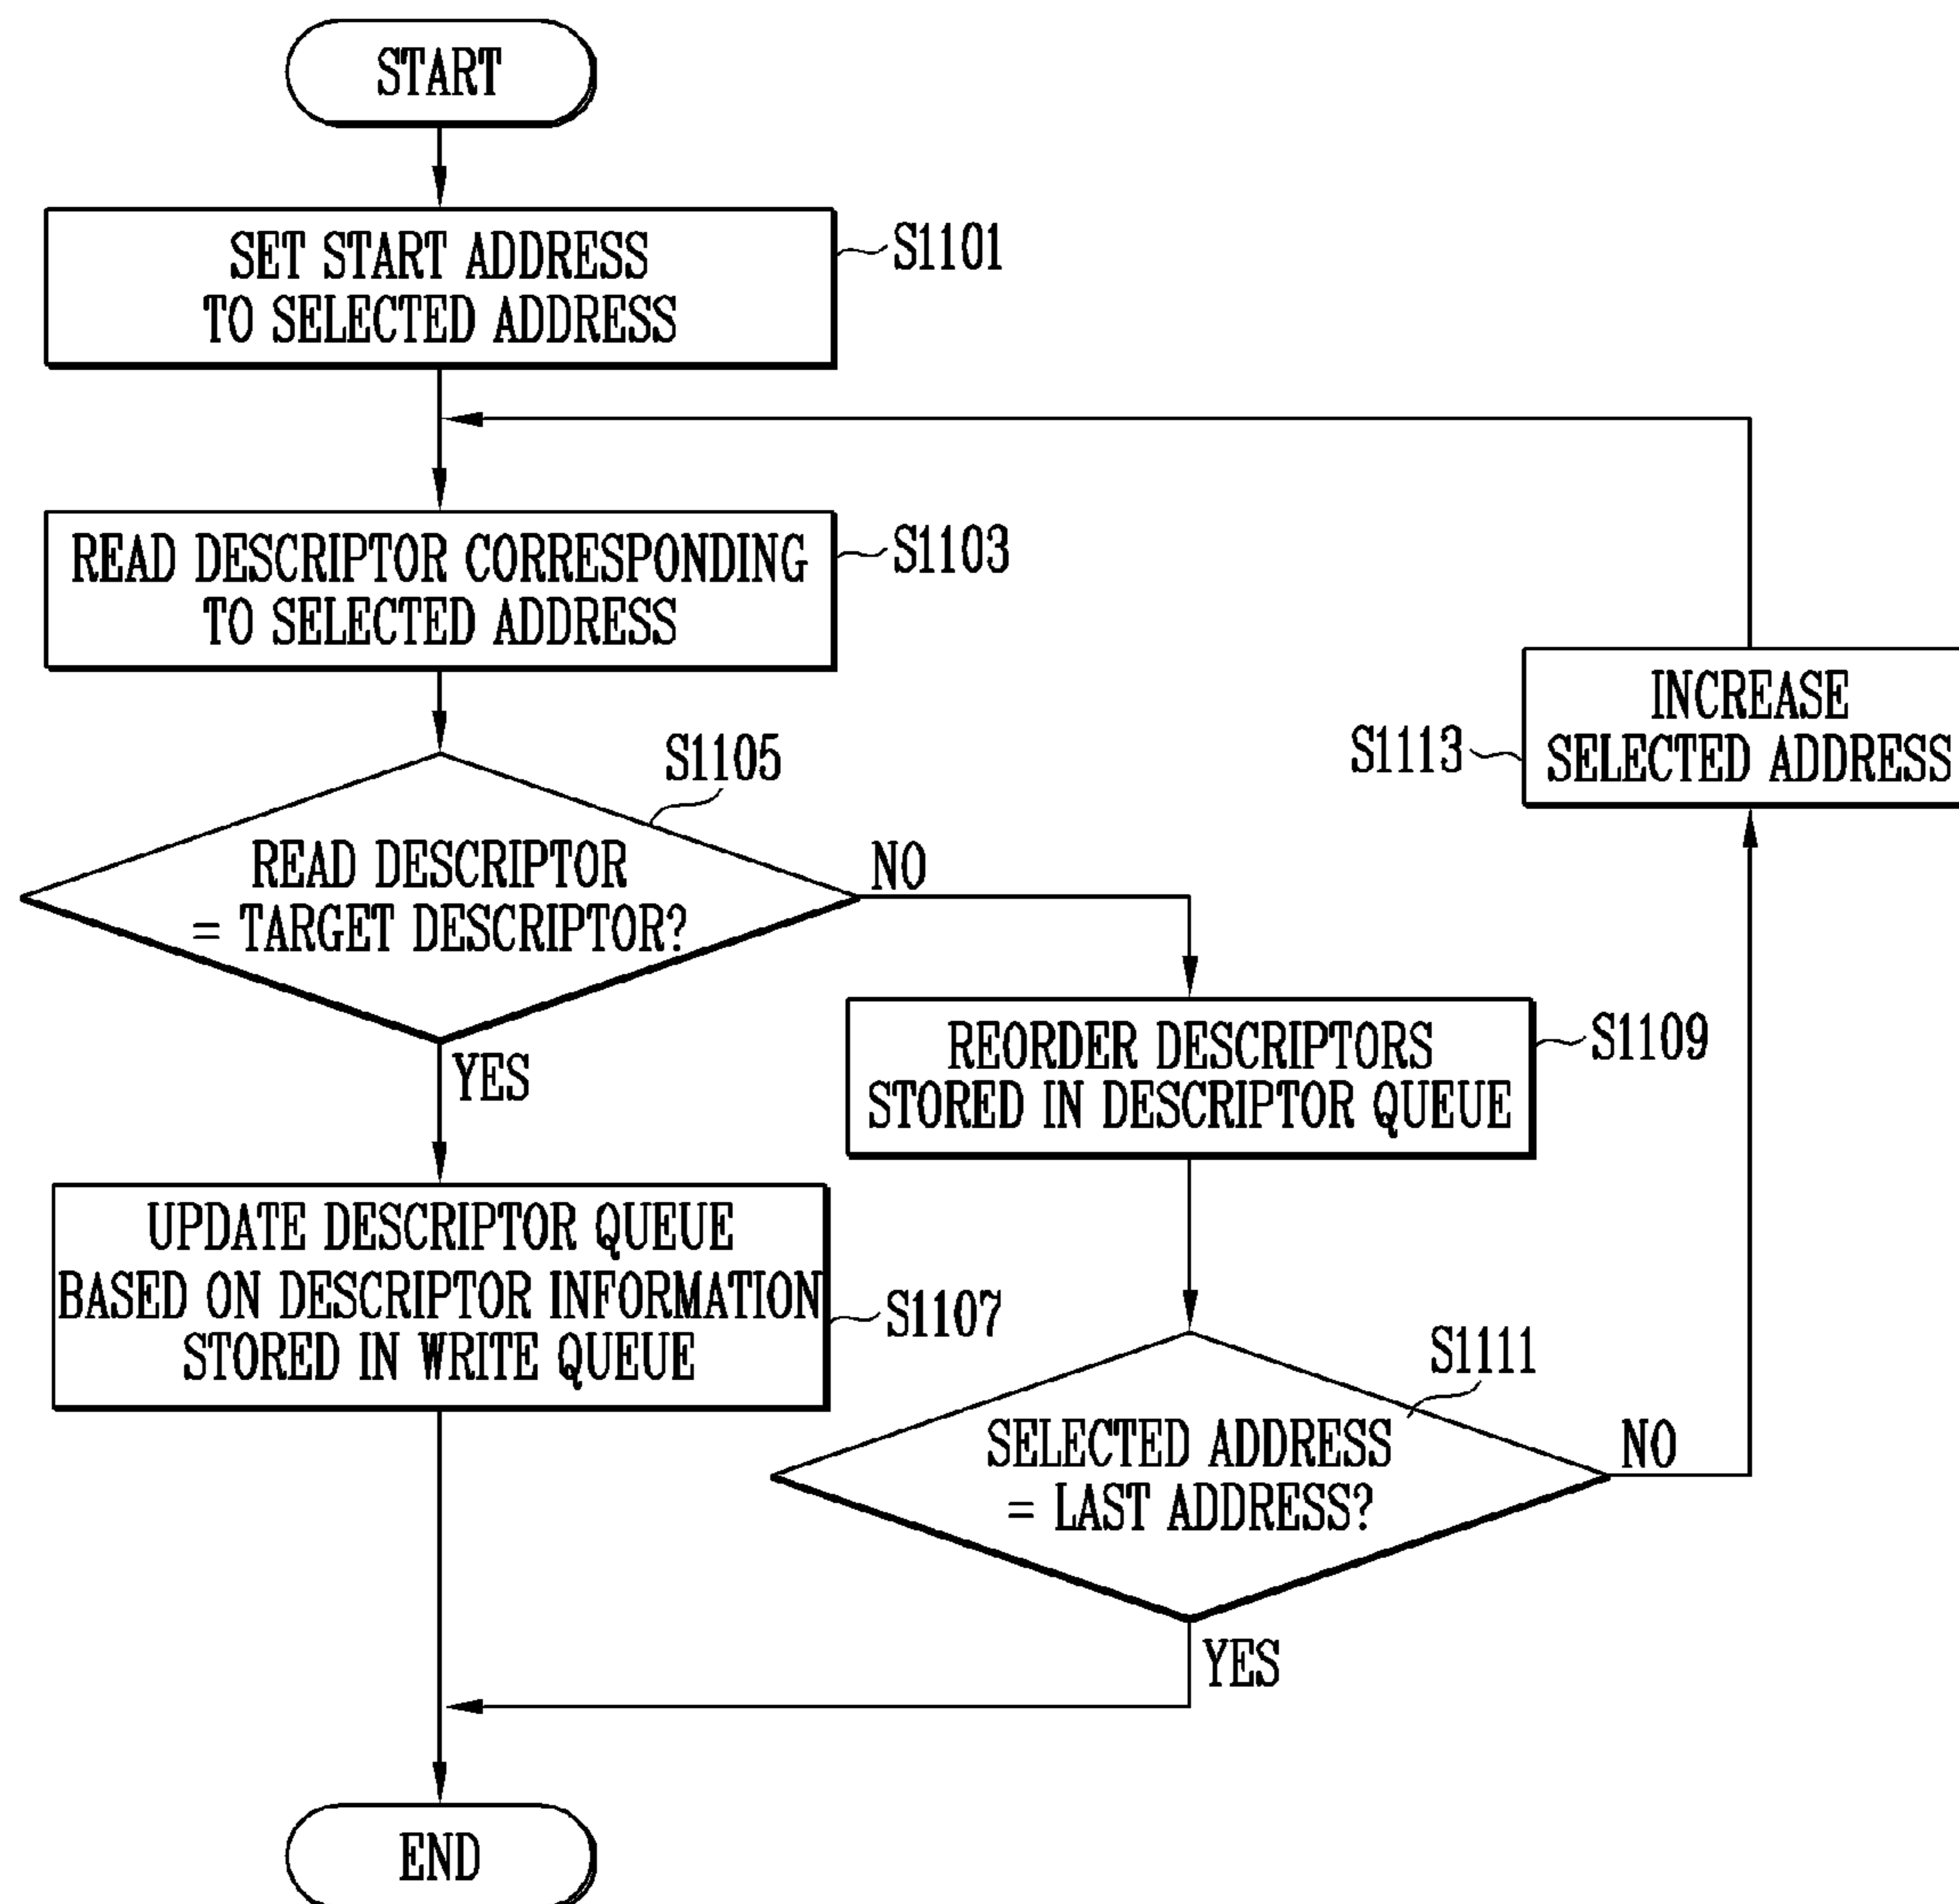 START
SET START ADDRESS
TO SELECTED ADDRESS
S1101
READ DESCRIPTOR CORRESPONDING
TO SELECTED ADDRESS
S1103
INCREASE
SELECTED ADDRESS
S1113
S1105
READ DESCRIPTOR
= TARGET DESCRIPTOR?
NO
YES
REORDER DESCRIPTORS
STORED IN DESCRIPTOR QUEUE
S1109
UPDATE DESCRIPTOR QUEUE
BASED ON DESCRIPTOR INFORMATION
STORED IN WRITE QUEUE
S1107
S1111
SELECTED ADDRESS
= LAST ADDRESS?
NO
YES
END